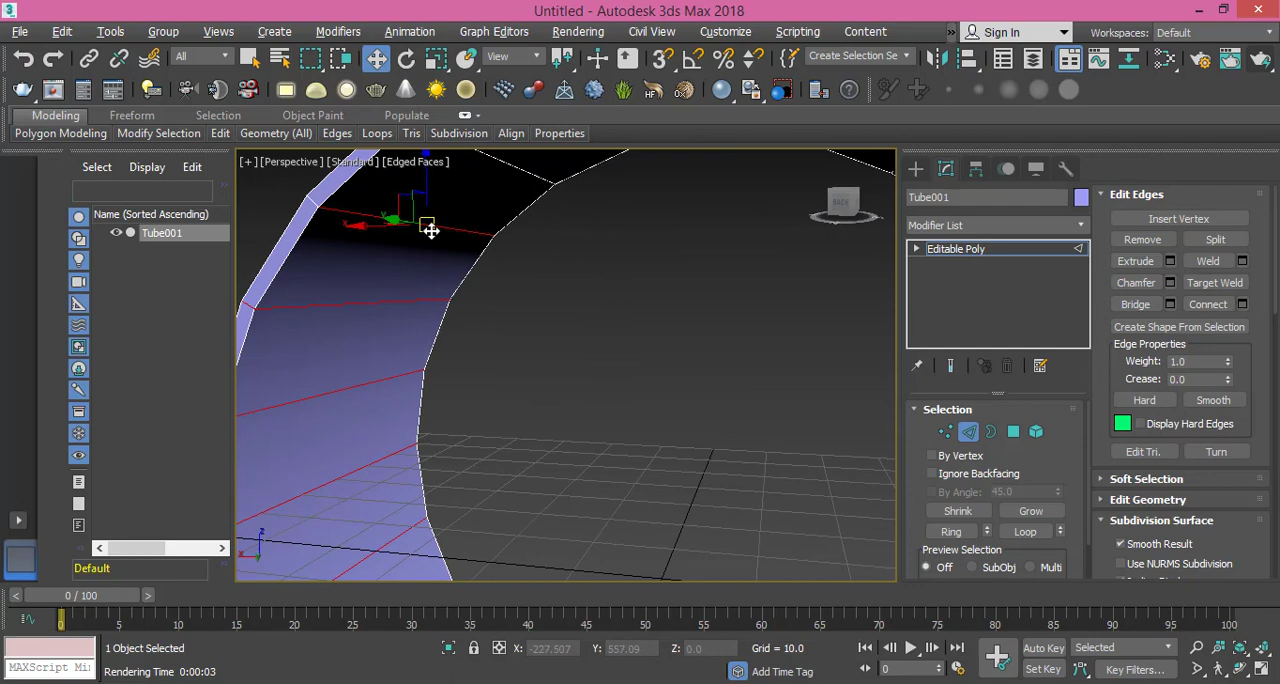 Untitled - Autodesk 3ds Max 2018
File Edit Tools Group Views Create Modifiers Animation Graph Editors Rendering Civil View Customize Scripting Content » Sign In Workspaces: Default
All View Create Selection Se
Modeling Freeform Selection Object Paint Populate
Polygon Modeling Modify Selection Edit Geometry (All) Edges Loops Tris Subdivision Align Properties
Select Display Edit
Name (Sorted Ascending)
Tube001
Default
[+] [Perspective] [Standard] [Edged Faces]
BACK
x y
z
x
Tube001
Modifier List
Editable Poly
Selection
By Vertex
Ignore Backfacing
By Angle: 45.0
Shrink Grow
Ring Loop
Preview Selection
Off SubObj Multi
Edit Edges
Insert Vertex
Remove Split
Extrude Weld
Chamfer Target Weld
Bridge Connect
Create Shape From Selection
Edge Properties
Weight: 1.0
Crease: 0.0
Hard Smooth
Display Hard Edges
Edit Tri. Turn
Soft Selection
Edit Geometry
Subdivision Surface
Smooth Result
Use NURMS Subdivision
< 0 / 100 >
0 5 10 15 20 25 30 35 40 45 50 55 60 65 70 75 80 85 90 95 100
MAXScript Mi
1 Object Selected
Rendering Time 0:00:03
X: -227.507 Y: 557.09 Z: 0.0 Grid = 10.0
Add Time Tag
0
Auto Key Selected
Set Key Key Filters...